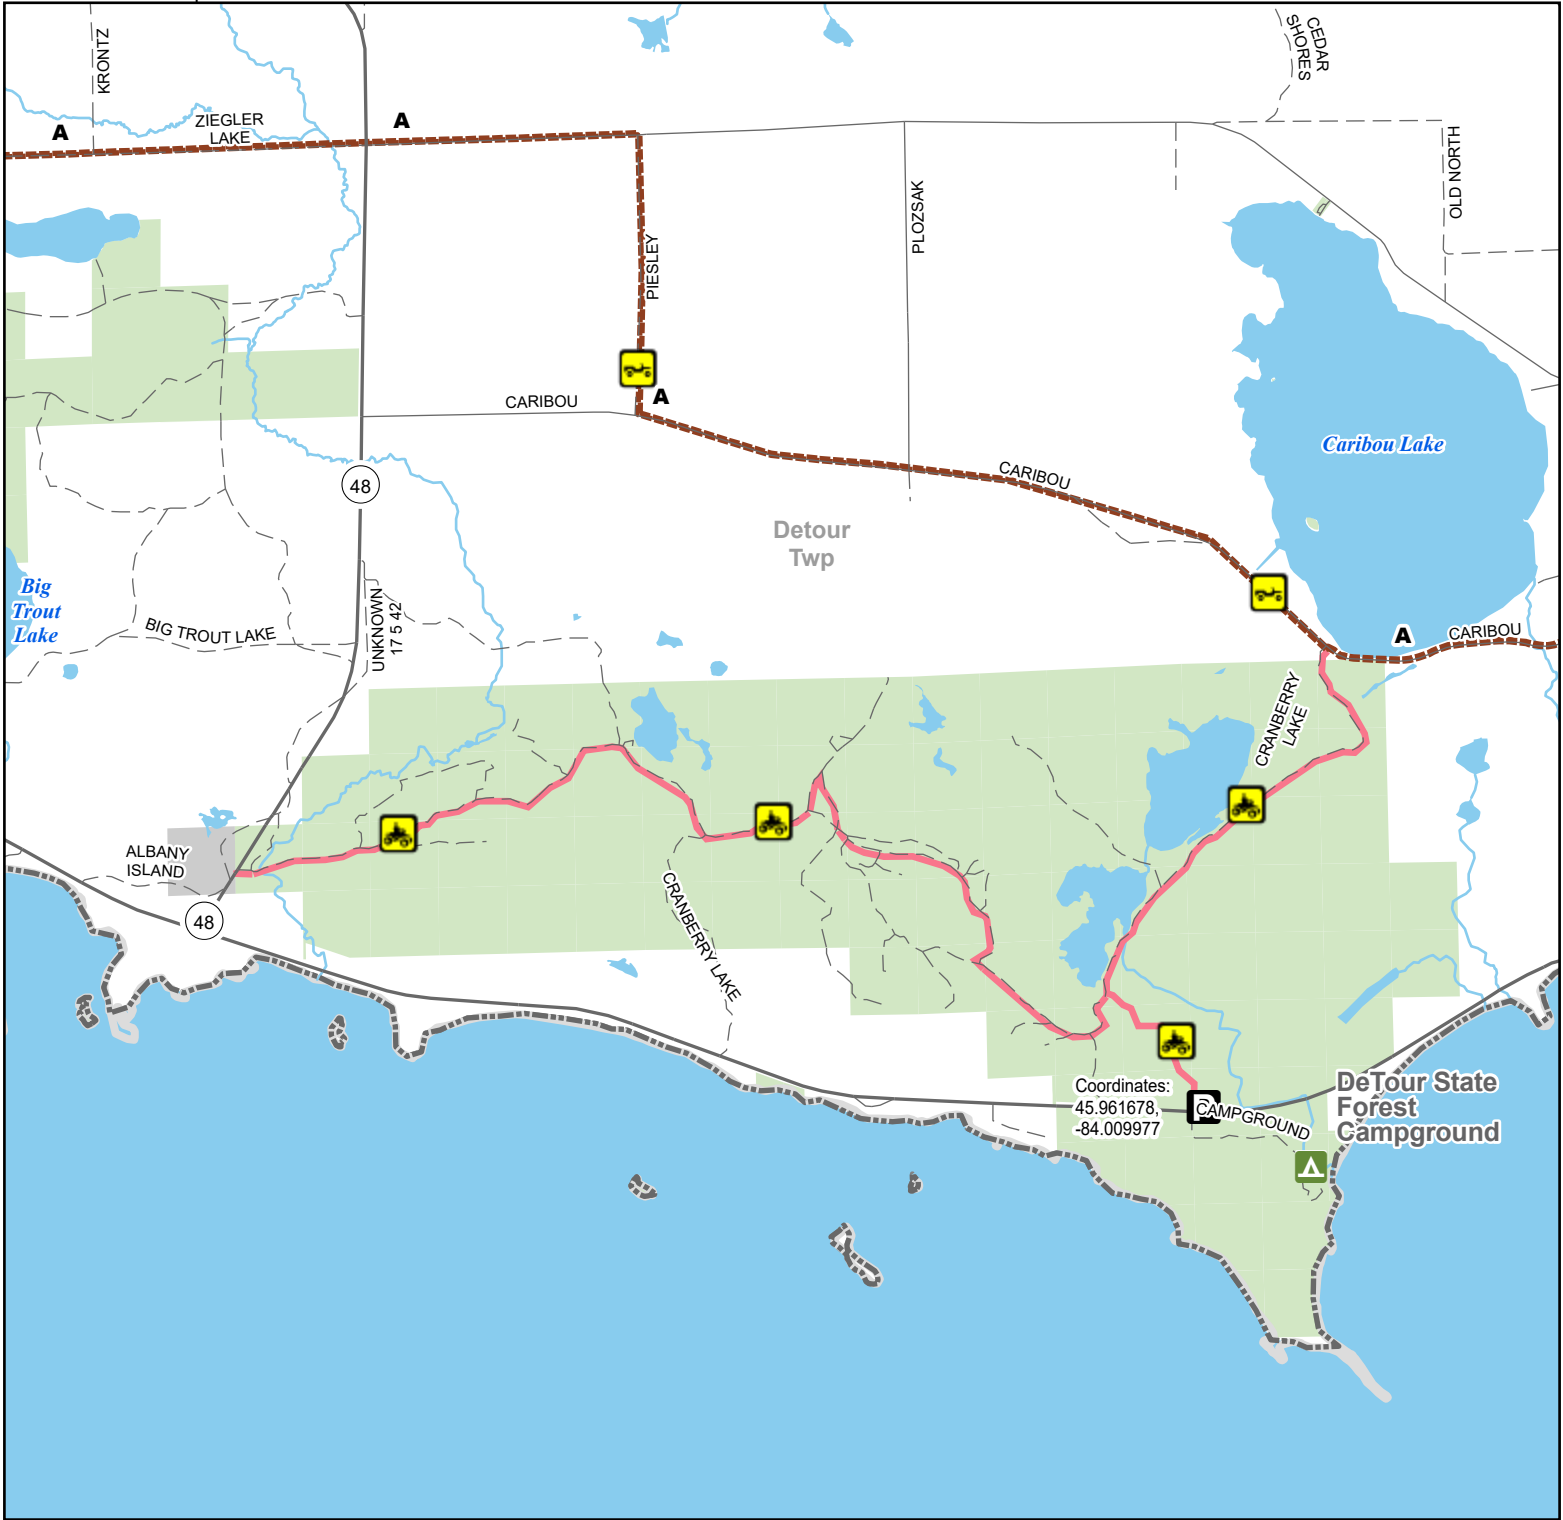 KRONTZ
CEDAR
SHORES
A
ZIEGLER
LAKE
A
OLD NORTH
PLOZSAK
PIESLEY
A
CARIBOU
Caribou Lake
CARIBOU
48
Detour
Twp
Big
Trout
Lake
BIG TROUT LAKE
UNKNOWN
17 5 42
A
CARIBOU
CRANBERRY
LAKE
ALBANY
ISLAND
CRANBERRY LAKE
48
Coordinates:
45.961678,
-84.009977
P
CAMPGROUND
DeTour State
Forest
Campground